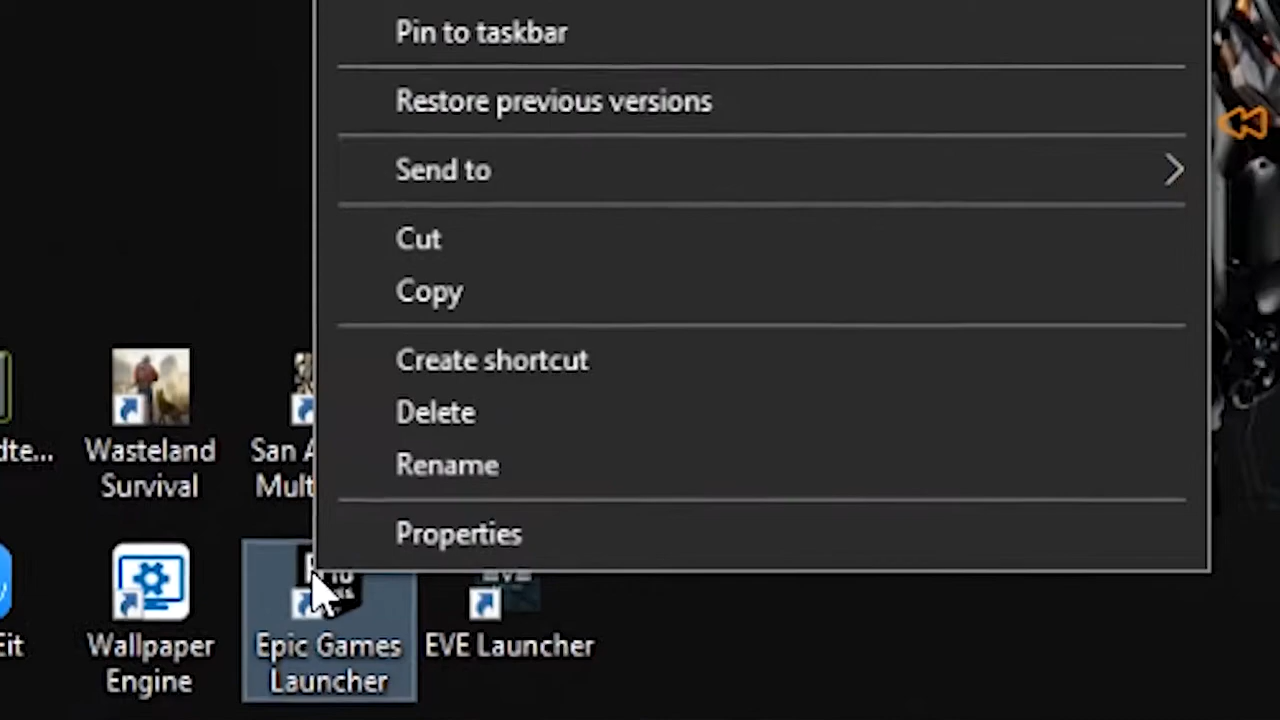 Pin to taskbar
Restore previous versions
Send to
Cut
Copy
Create shortcut
Delete
Rename
Properties
Wasteland
Survival
San
Wallpaper
Engine
Epic Games
Launcher
EVE Launcher